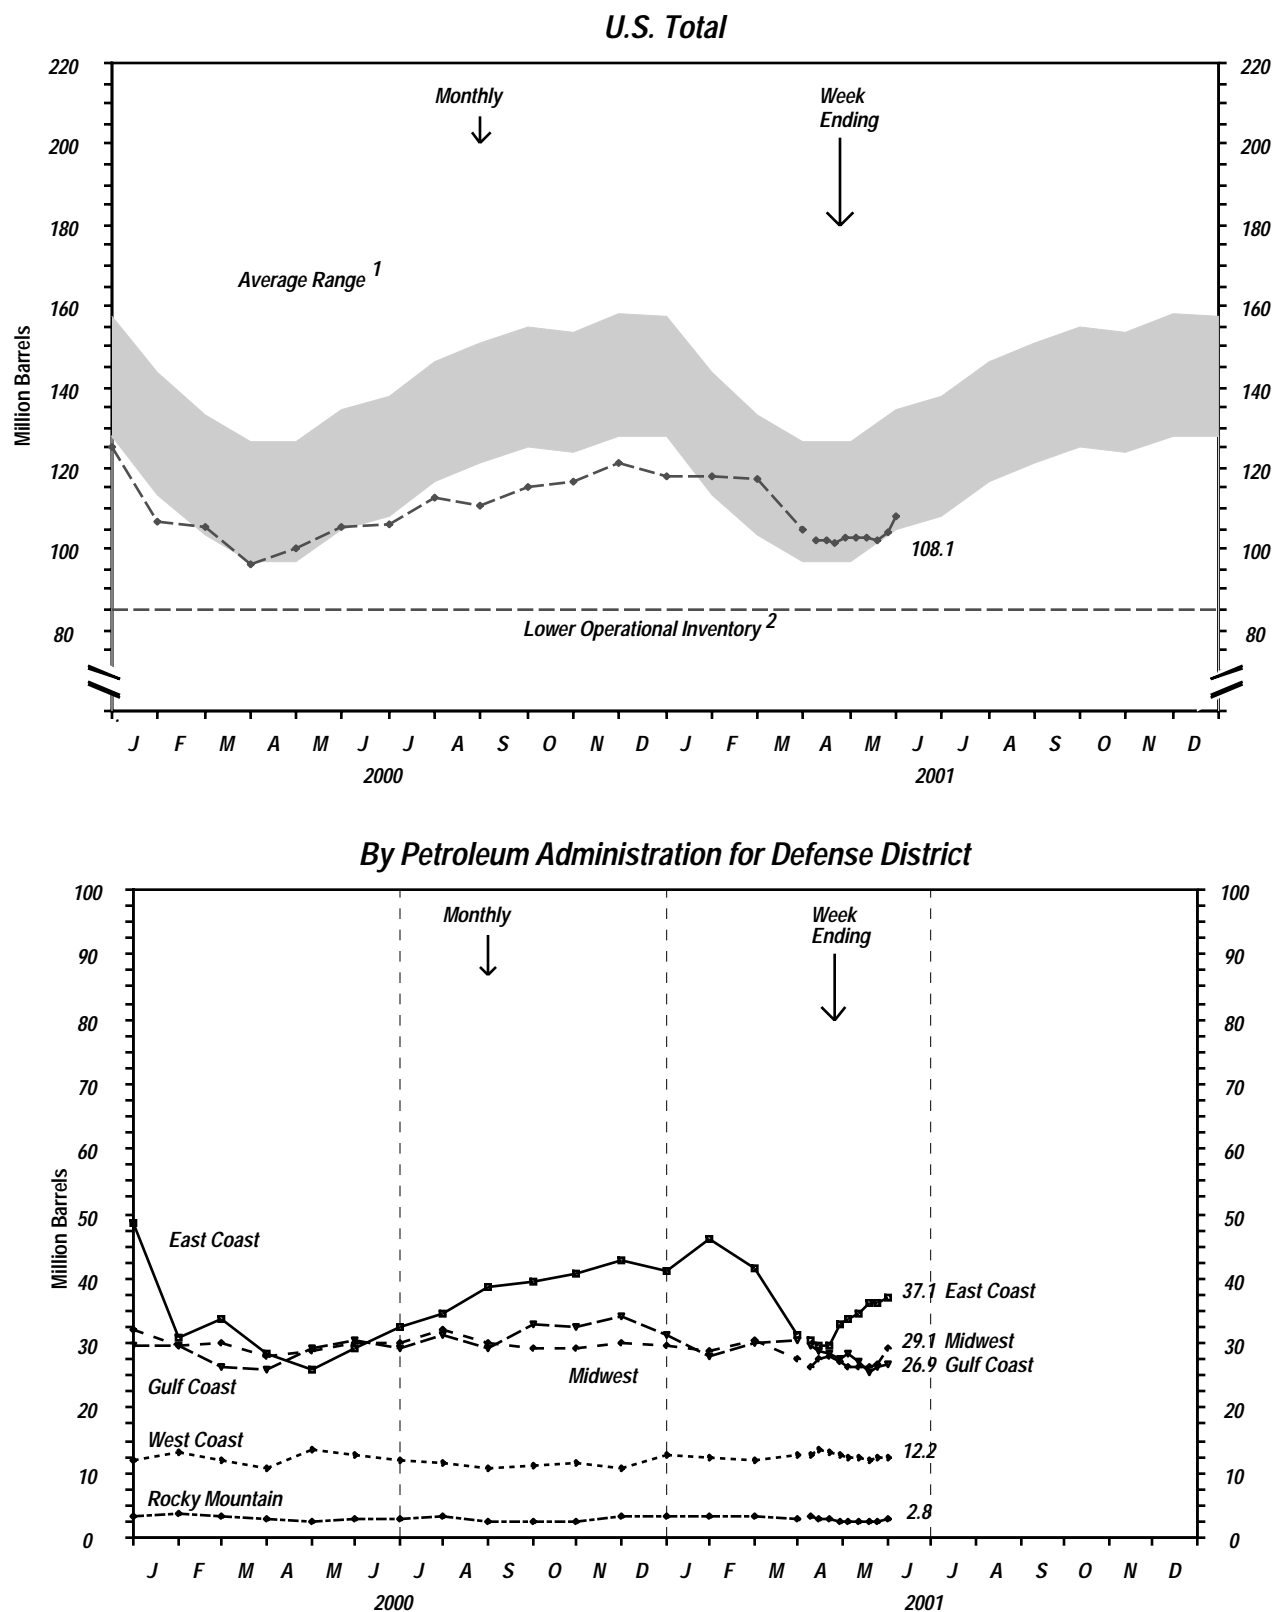 U.S. Total
220 220
Monthly Week
Ending
200 200
180 180
Average Range 1
160 160
Million Barrels
140 140
120 120
100 108.1 100
Lower Operational Inventory 2
80 80
J F M A M J J A S O N D J F M A M J J A S O N D
2000 2001
By Petroleum Administration for Defense District
100 100
Monthly Week
Ending
90 90
80 80
70 70
60 60
Million Barrels
50 50
East Coast
40 40
37.1 East Coast
30 29.1 Midwest 30
26.9 Gulf Coast
Gulf Coast Midwest
20 20
West Coast 12.2
10 10
Rocky Mountain 2.8
0 0
J F M A M J J A S O N D J F M A M J J A S O N D
2000 2001